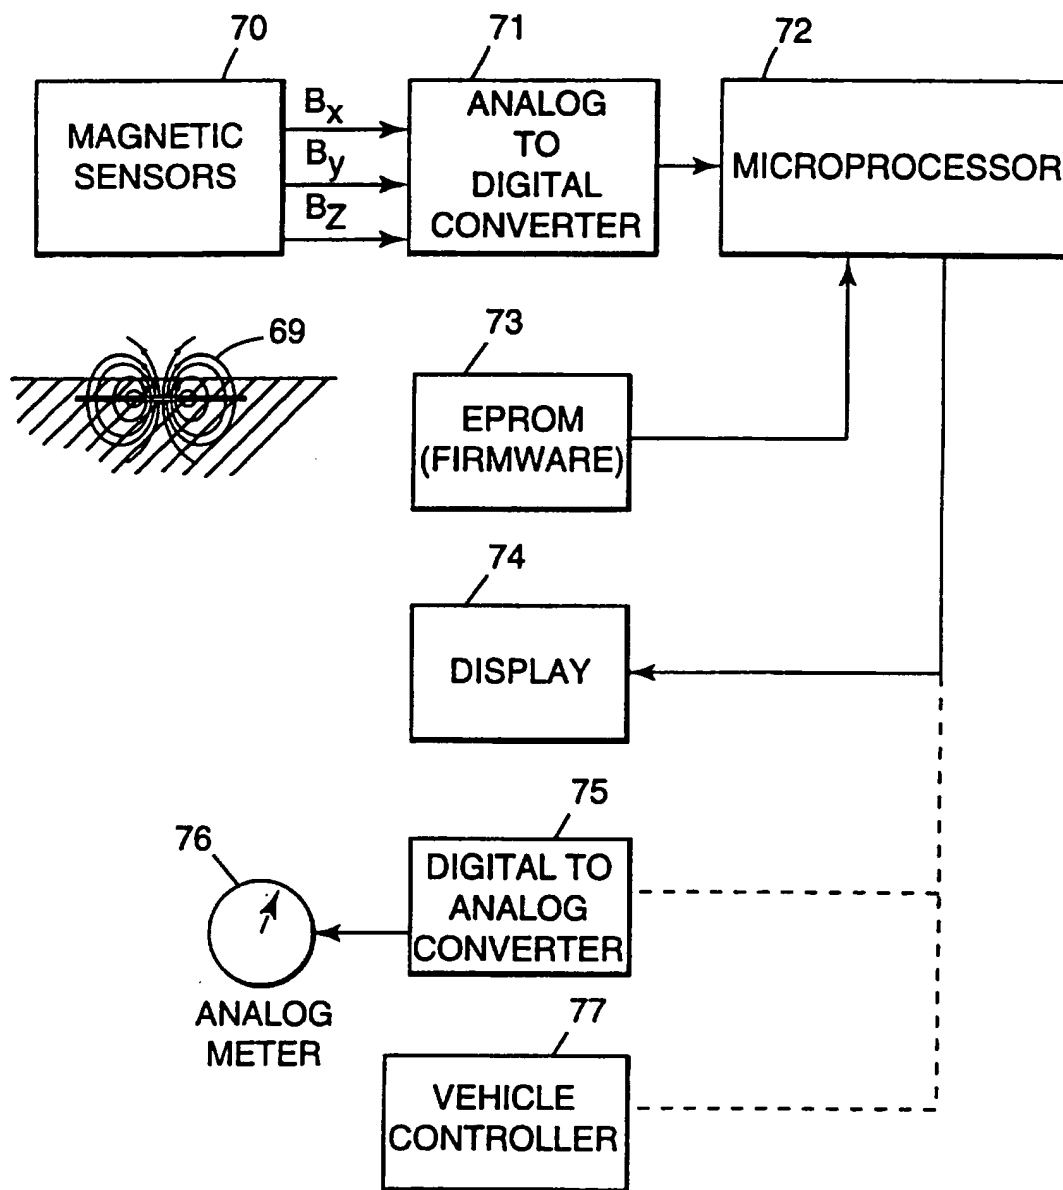 70
71
72
MAGNETIC
SENSORS
Bx
By
BZ
ANALOG
TO
DIGITAL
CONVERTER
MICROPROCESSOR
69
73
EPROM
(FIRMWARE)
74
DISPLAY
75
76
DIGITAL TO
ANALOG
CONVERTER
ANALOG
METER
77
VEHICLE
CONTROLLER